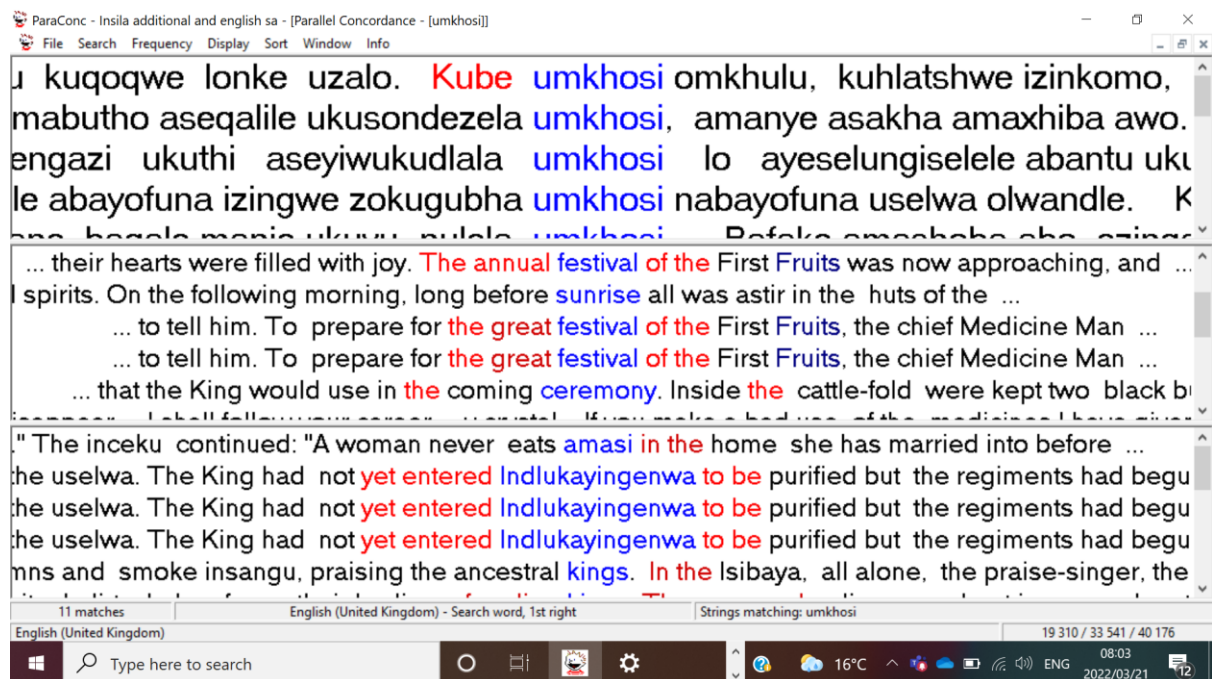 ParaConc - Insila additional and english sa - [Parallel Concordance - [umkhosi]]
File Search Frequency Display Sort Window Info
u kuqoqwe lonke uzalo. Kube umkhosi omkhulu, kuhlatshwe izinkomo,
mabutho aseqalile ukusondezela umkhosi, amanye asakha amaxhiba awo.
engazi ukuthi aseyiwukudlala umkhosi lo ayeselungiselele abantu uku
le abayofuna izingwe zokugubha umkhosi nabayofuna uselwa olwandle. K
... their hearts were filled with joy. The annual festival of the First Fruits was now approaching, and ...
l spirits. On the following morning, long before sunrise all was astir in the huts of the ...
... to tell him. To prepare for the great festival of the First Fruits, the chief Medicine Man ...
... to tell him. To prepare for the great festival of the First Fruits, the chief Medicine Man ...
... that the King would use in the coming ceremony. Inside the cattle-fold were kept two black bu
." The inceku continued: "A woman never eats amasi in the home she has married into before ...
the uselwa. The King had not yet entered Indlukayingenwa to be purified but the regiments had begu
the uselwa. The King had not yet entered Indlukayingenwa to be purified but the regiments had begu
the uselwa. The King had not yet entered Indlukayingenwa to be purified but the regiments had begu
mns and smoke insangu, praising the ancestral kings. In the Isibaya, all alone, the praise-singer, the
11 matches English (United Kingdom) - Search word, 1st right Strings matching: umkhosi
English (United Kingdom) 19 310 / 33 541 / 40 176
Type here to search 16°C ENG 08:03
2022/03/21 12